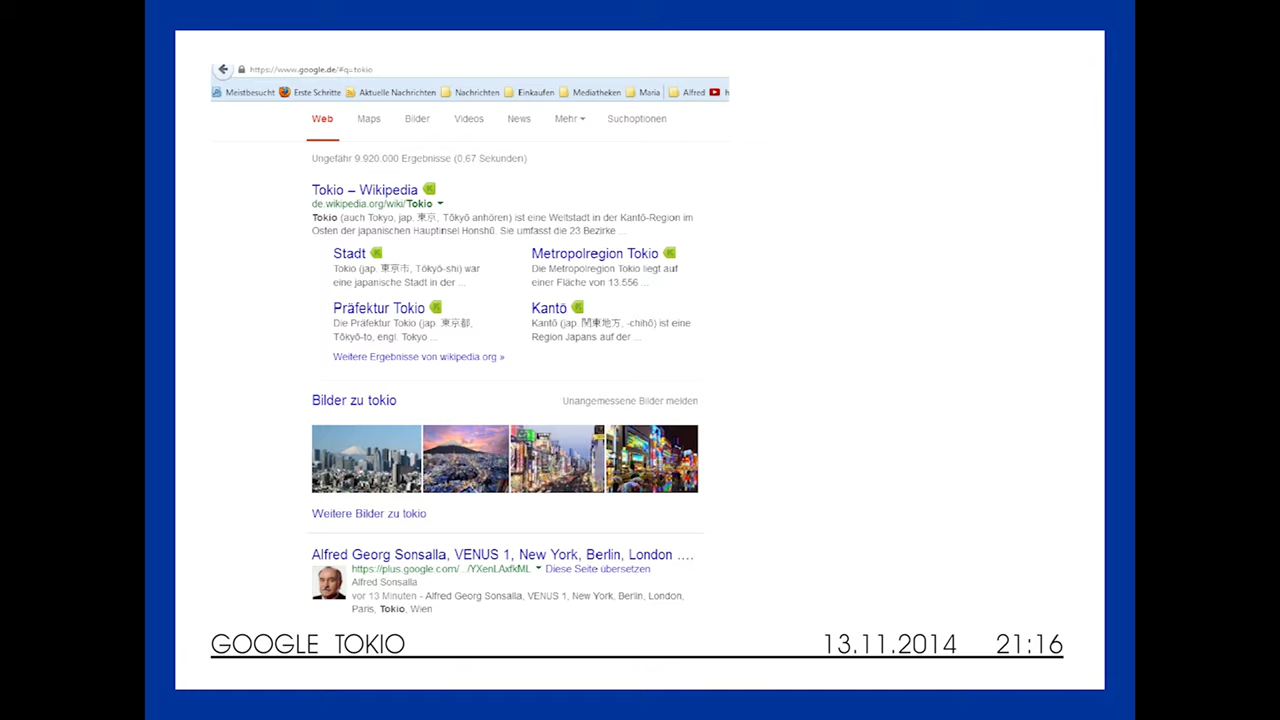 https://www.google.de/#q=tokio
Meistbesucht Erste Schritte Aktuelle Nachrichten Nachrichten Einkaufen Mediatheken Maria Alfred h
Web Maps Bilder Videos News Mehr Suchoptionen
Ungefähr 9.920.000 Ergebnisse (0,67 Sekunden)
Tokio – Wikipedia
de.wikipedia.org/wiki/Tokio
Tokio (auch Tokyo, jap. 東京, Tōkyō anhören) ist eine Weltstadt in der Kantō-Region im
Osten der japanischen Hauptinsel Honshū. Sie umfasst die 23 Bezirke ...
Stadt
Tokio (jap. 東京市, Tōkyō-shi) war
eine japanische Stadt in der ...
Metropolregion Tokio
Die Metropolregion Tokio liegt auf
einer Fläche von 13.556 ...
Präfektur Tokio
Die Präfektur Tokio (jap. 東京都,
Tōkyō-to, engl. Tokyo ...
Kantō
Kantō (jap. 関東地方, -chihō) ist eine
Region Japans auf der ...
Weitere Ergebnisse von wikipedia.org »
Bilder zu tokio Unangemessene Bilder melden
Weitere Bilder zu tokio
Alfred Georg Sonsalla, VENUS 1, New York, Berlin, London ....
https://plus.google.com/.../YXenLAxfkML Diese Seite übersetzen
Alfred Sonsalla
vor 13 Minuten - Alfred Georg Sonsalla, VENUS 1, New York, Berlin, London,
Paris, Tokio, Wien
GOOGLE TOKIO 13.11.2014 21:16